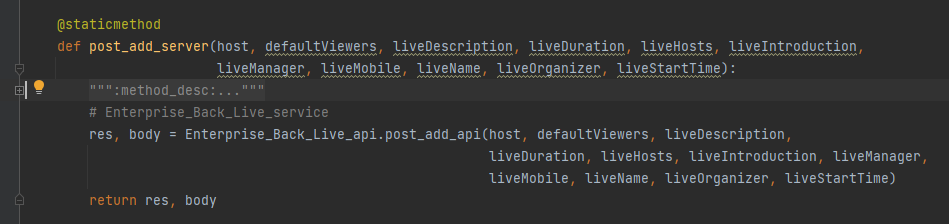 @staticmethod
def post_add_server(host, defaultViewers, liveDescription, liveDuration, liveHosts, liveIntroduction,
liveManager, liveMobile, liveName, liveOrganizer, liveStartTime):
""":method_desc:..."""
# Enterprise_Back_Live_service
res, body = Enterprise_Back_Live_api.post_add_api(host, defaultViewers, liveDescription,
liveDuration, liveHosts, liveIntroduction, liveManager,
liveMobile, liveName, liveOrganizer, liveStartTime)
return res, body